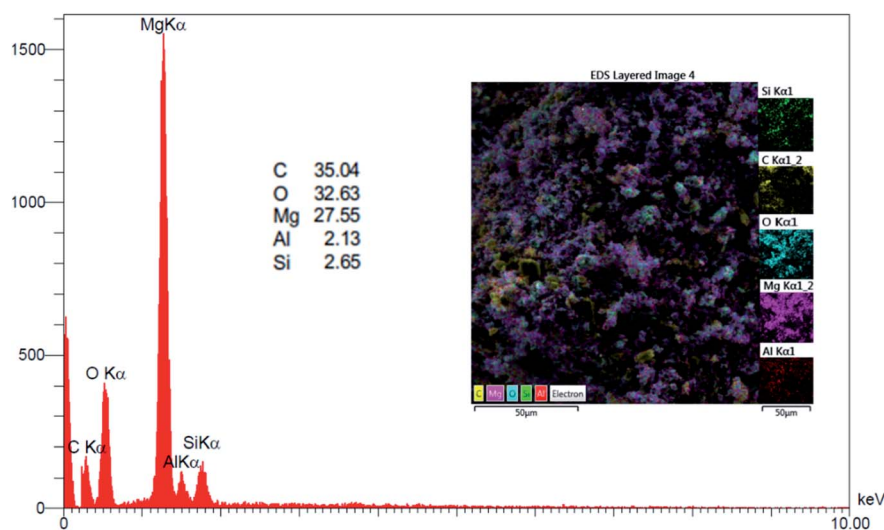 MgKα
1500
1000
500
0
O Kα
C Kα
AlKα
SiKα
0
10.00
keV
C 35.04
O 32.63
Mg 27.55
Al 2.13
Si 2.65
EDS Layered Image 4
Si Kα1
C Kα1_2
O Kα1
Mg Kα1_2
Al Kα1
C Mg O Si Al Electron
50µm
50µm